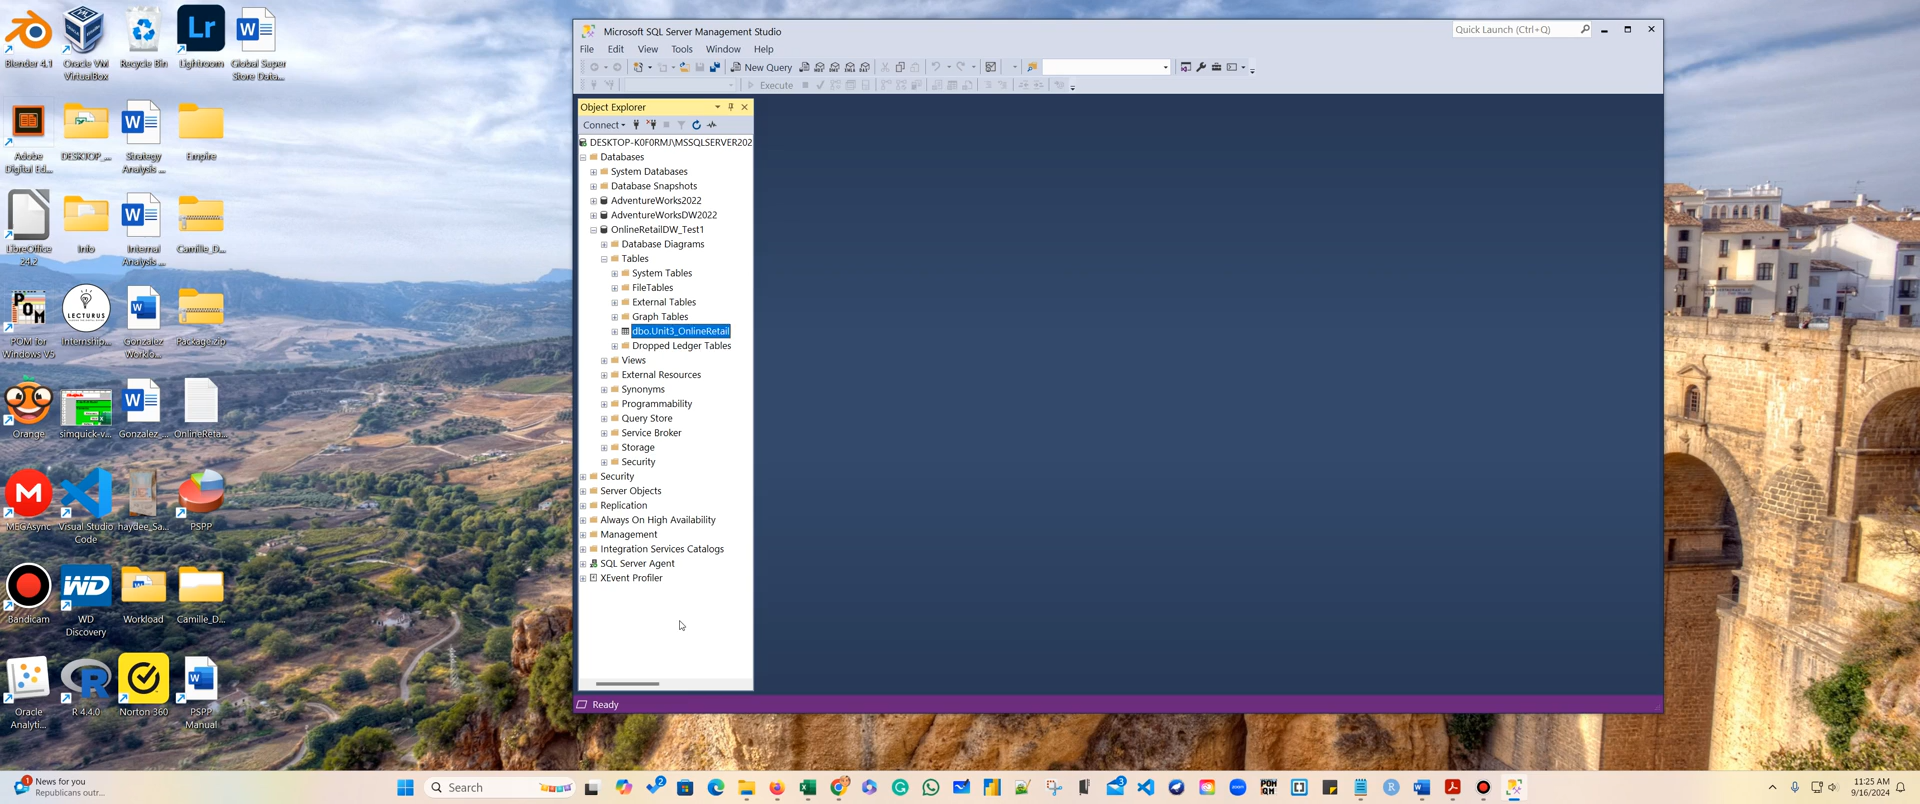 Blender 4.1
Oracle VM
VirtualBox
Recycle Bin
Lightroom
Global Super
Store Data...
Adobe
Digital Ed...
DESKTOP_...
Strategy
Analysis ...
Empire
LibreOffice
24.2
Info
Internal
Analysis ...
Camille_D...
POM for
Windows V5
LECTURUS
Internship...
Gonzalez
Worklo...
Package.zip
Orange
simquick-v...
Gonzalez_...
OnlineReta...
MEGAsync
Visual Studio
Code
haydee_Sa...
PSPP
Bandicam
WD
Discovery
Workload
Camille_D...
Oracle
Analyti...
R 4.4.0
Norton 360
PSPP
Manual
Microsoft SQL Server Management Studio
Quick Launch (Ctrl+Q)
File Edit View Tools Window Help
New Query
Execute
Object Explorer
Connect
DESKTOP-K0F0RMJ\MSSQLSERVER202
Databases
System Databases
Database Snapshots
AdventureWorks2022
AdventureWorksDW2022
OnlineRetailDW_Test1
Database Diagrams
Tables
System Tables
FileTables
External Tables
Graph Tables
dbo.Unit3_OnlineRetail
Dropped Ledger Tables
Views
External Resources
Synonyms
Programmability
Query Store
Service Broker
Storage
Security
Security
Server Objects
Replication
Always On High Availability
Management
Integration Services Catalogs
SQL Server Agent
XEvent Profiler
Ready
News for you
Republicans outr...
Search
11:25 AM
9/16/2024